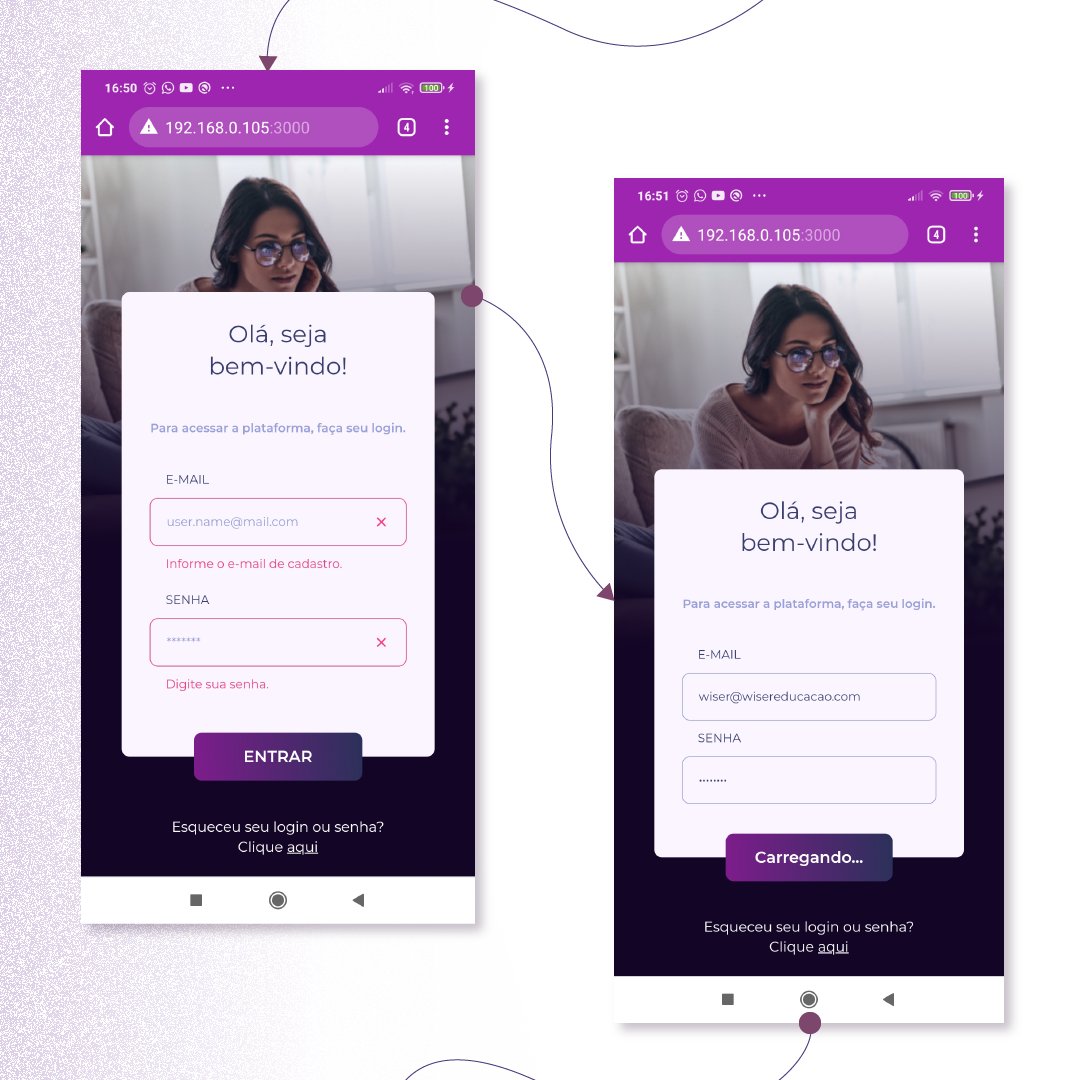 16:50
100
192.168.0.105:3000
4
Olá, seja
bem-vindo!
Para acessar a plataforma, faça seu login.
E-MAIL
user.name@mail.com
Informe o e-mail de cadastro.
SENHA
*******
Digite sua senha.
ENTRAR
Esqueceu seu login ou senha?
Clique aqui
16:51
100
192.168.0.105:3000
4
Olá, seja
bem-vindo!
Para acessar a plataforma, faça seu login.
E-MAIL
wiser@wisereducacao.com
SENHA
••••••••
Carregando...
Esqueceu seu login ou senha?
Clique aqui